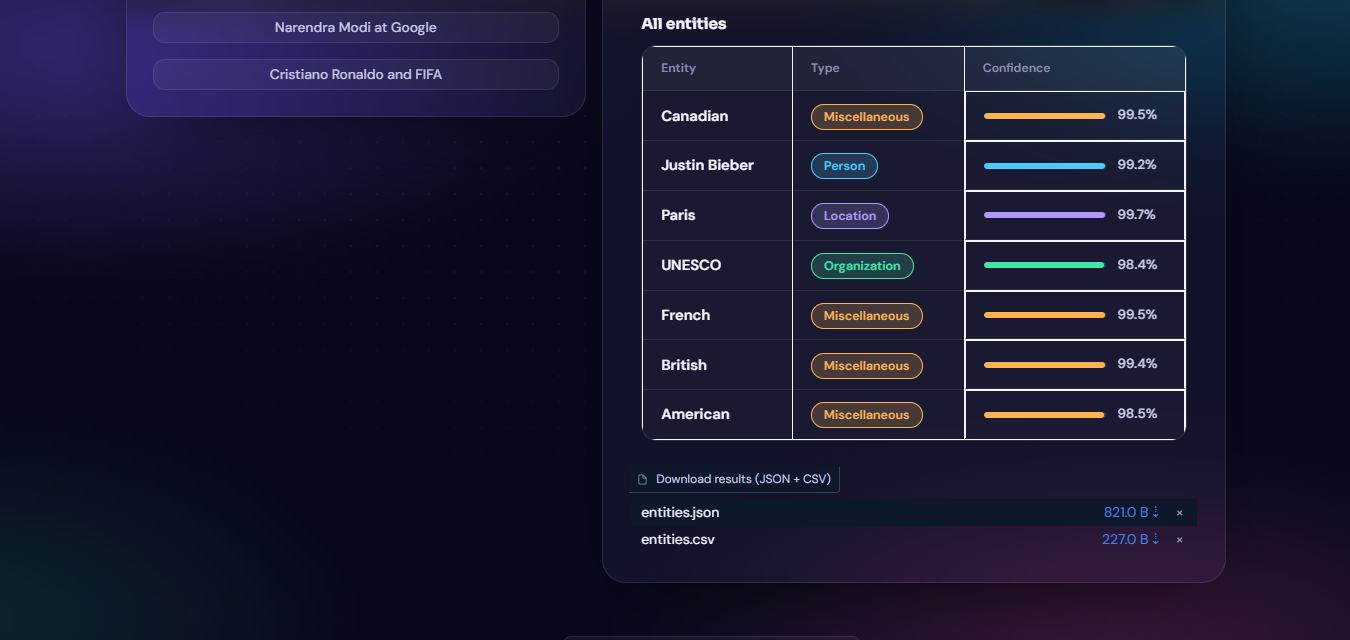 Narendra Modi at Google
Cristiano Ronaldo and FIFA
All entities
Entity Type Confidence
Canadian Miscellaneous 99.5%
Justin Bieber Person 99.2%
Paris Location 99.7%
UNESCO Organization 98.4%
French Miscellaneous 99.5%
British Miscellaneous 99.4%
American Miscellaneous 98.5%
Download results (JSON + CSV)
entities.json 821.0 B ⇣ ×
entities.csv 227.0 B ⇣ ×